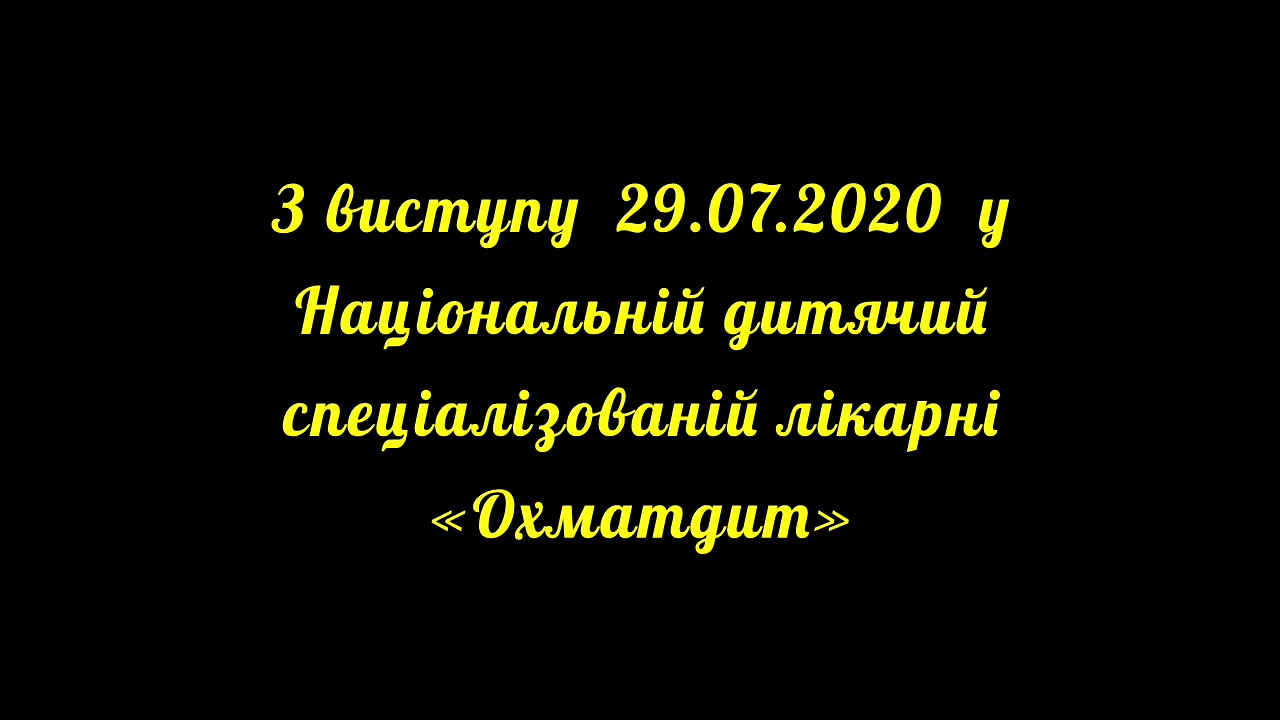 З виступу 29.07.2020 у
Національній дитячий
спеціалізованій лікарні
«Охматдит»